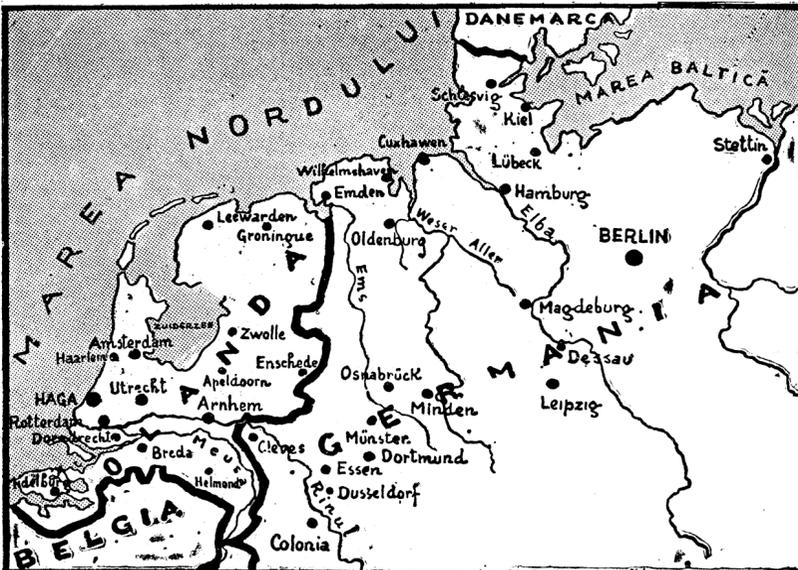 DANEMARCA
MAREA NORDULUI
MAREA BALTICĂ
Schlesvig
Kiel
Cuxhawen
Lübeck
Stettin
Wilhelmshaven
Emden
Hamburg
Leewarden
Groningue
Oldenburg
Weser
Aller
Elba
BERLIN
Ems
ZUIDERZEE
Magdeburg
Zwolle
Amsterdam
Haarlem
Enschede
Dessau
OLANDA
GERMANIA
Apeldoorn
Osnabrück
Utrecht
HAGA
Minden
Leipzig
Arnhem
Rotterdam
Dordrecht
Münster
Meus
Cleves
Breda
Dortmund
Essen
Helmond
Dusseldorf
Rinul
BELGIA
Colonia